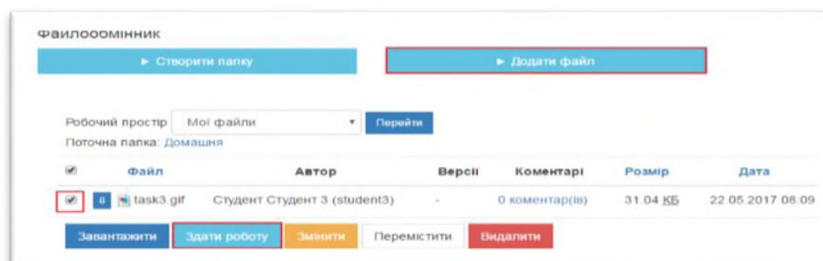 Файлообмінник
► Створити папку ► Додати файл
Робочий простір Мої файли Перейти
Поточна папка: Домашня
Файл Автор Версії Коментарі Розмір Дата
task3.gif Студент Студент 3 (student3) - 0 коментар(ів) 31.04 КБ 22.05.2017 08:09
Завантажити Здати роботу Змінити Перемістити Видалити